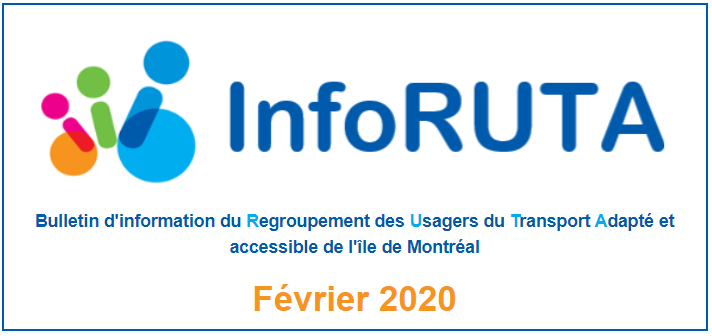 InfoRUTA
Bulletin d'information du Regroupement des Usagers du Transport Adapté et
accessible de l'île de Montréal
Février 2020